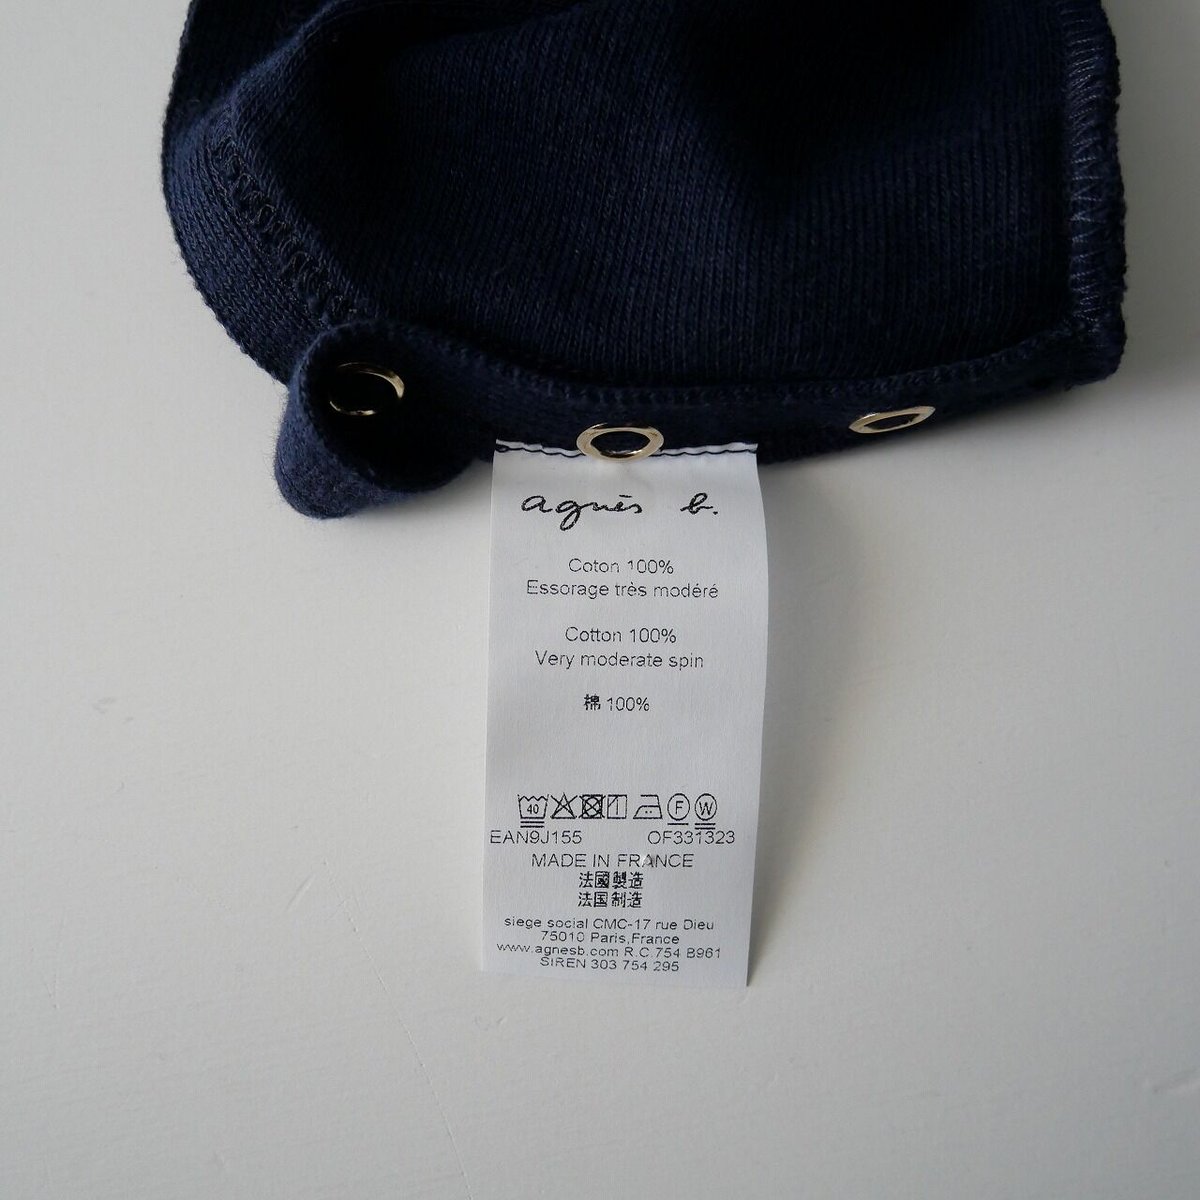 agnès b.
Coton 100%
Essorage très modéré
Cotton 100%
Very moderate spin
棉 100%
40 F W
EAN9J155 OF331323
MADE IN FRANCE
法國製造
法国制造
siege social CMC-17 rue Dieu
75010 Paris,France
www.agnesb.com R.C.754 B961
SIREN 303 754 295